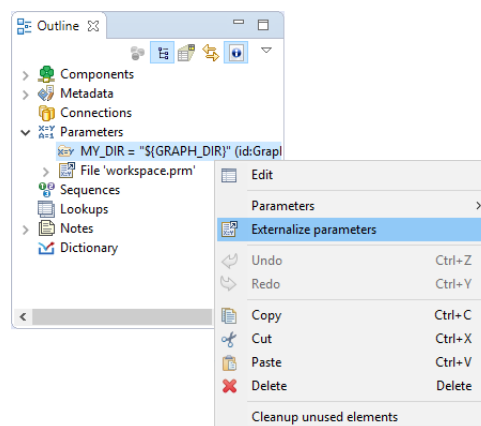 Outline
Components
Metadata
Connections
Parameters
MY_DIR = "${GRAPH_DIR}" (id:Grapl
File 'workspace.prm'
Sequences
Lookups
Notes
Dictionary
Edit
Parameters
Externalize parameters
Undo Ctrl+Z
Redo Ctrl+Y
Copy Ctrl+C
Cut Ctrl+X
Paste Ctrl+V
Delete Delete
Cleanup unused elements